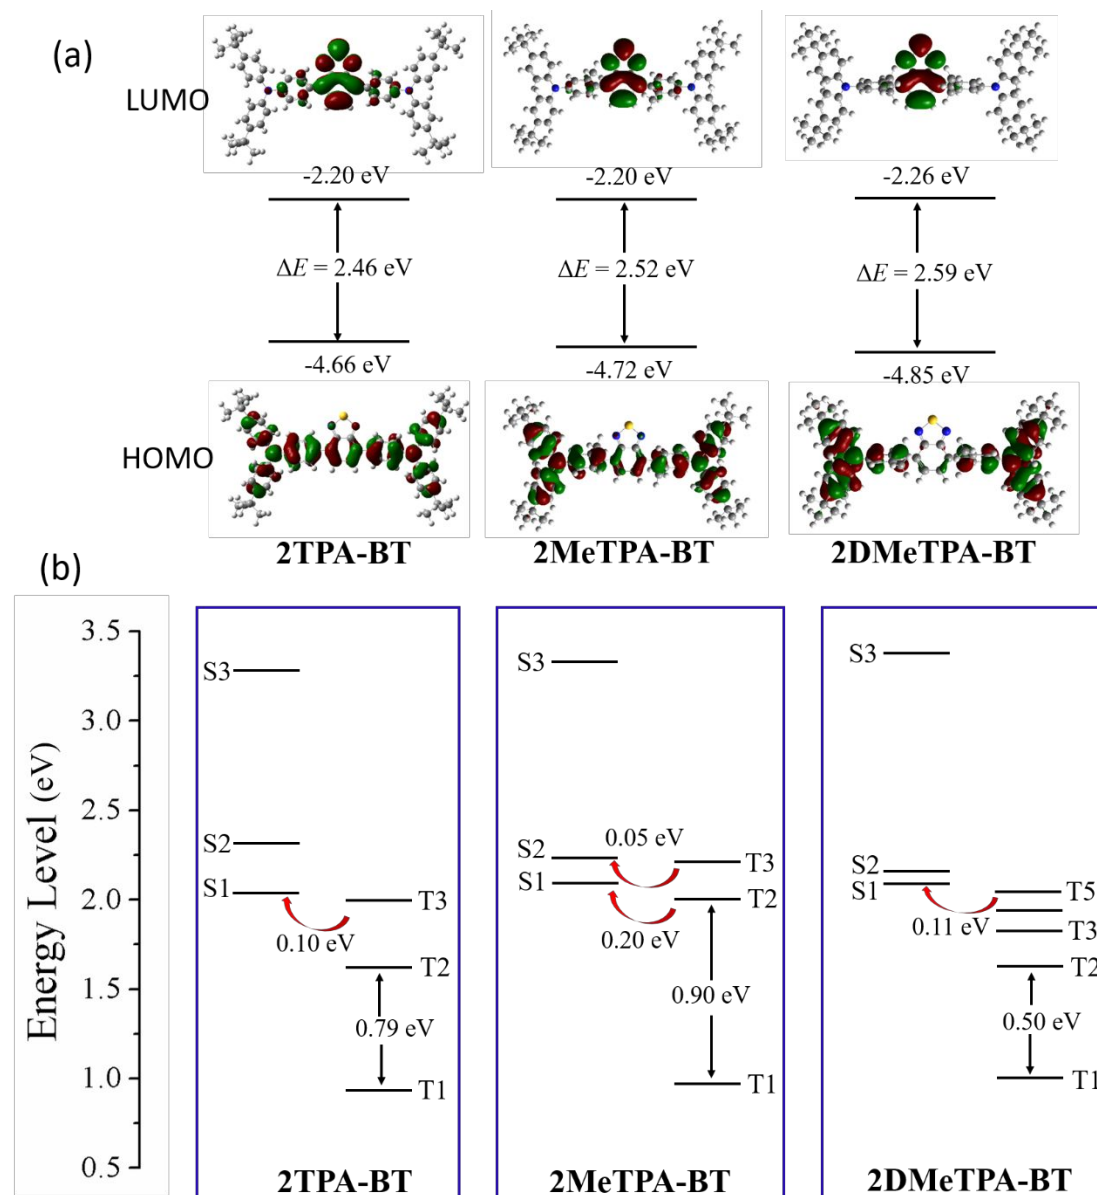 (a)
LUMO
-2.20 eV
-2.20 eV
-2.26 eV
ΔE = 2.46 eV
ΔE = 2.52 eV
ΔE = 2.59 eV
-4.66 eV
-4.72 eV
-4.85 eV
HOMO
2TPA-BT
2MeTPA-BT
2DMeTPA-BT
(b)
Energy Level (eV)
3.5
3.0
2.5
2.0
1.5
1.0
0.5
S3
S2
S1
T3
0.10 eV
T2
0.79 eV
T1
2TPA-BT
S3
0.05 eV
S2
T3
S1
T2
0.20 eV
0.90 eV
T1
2MeTPA-BT
S3
S2
S1
T5
0.11 eV
T3
T2
0.50 eV
T1
2DMeTPA-BT